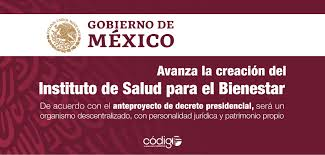 GOBIERNO DE
MÉXICO
Avanza la creación del
Instituto de Salud para el Bienestar
De acuerdo con el anteproyecto de decreto presidencial, será un
organismo descentralizado, con personalidad jurídica y patrimonio propio
códig